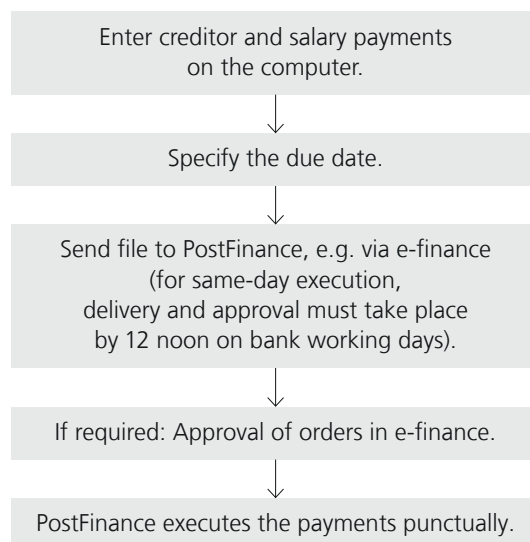 Enter creditor and salary payments
on the computer.
Specify the due date.
Send file to PostFinance, e.g. via e-finance
(for same-day execution,
delivery and approval must take place
by 12 noon on bank working days).
If required: Approval of orders in e-finance.
PostFinance executes the payments punctually.